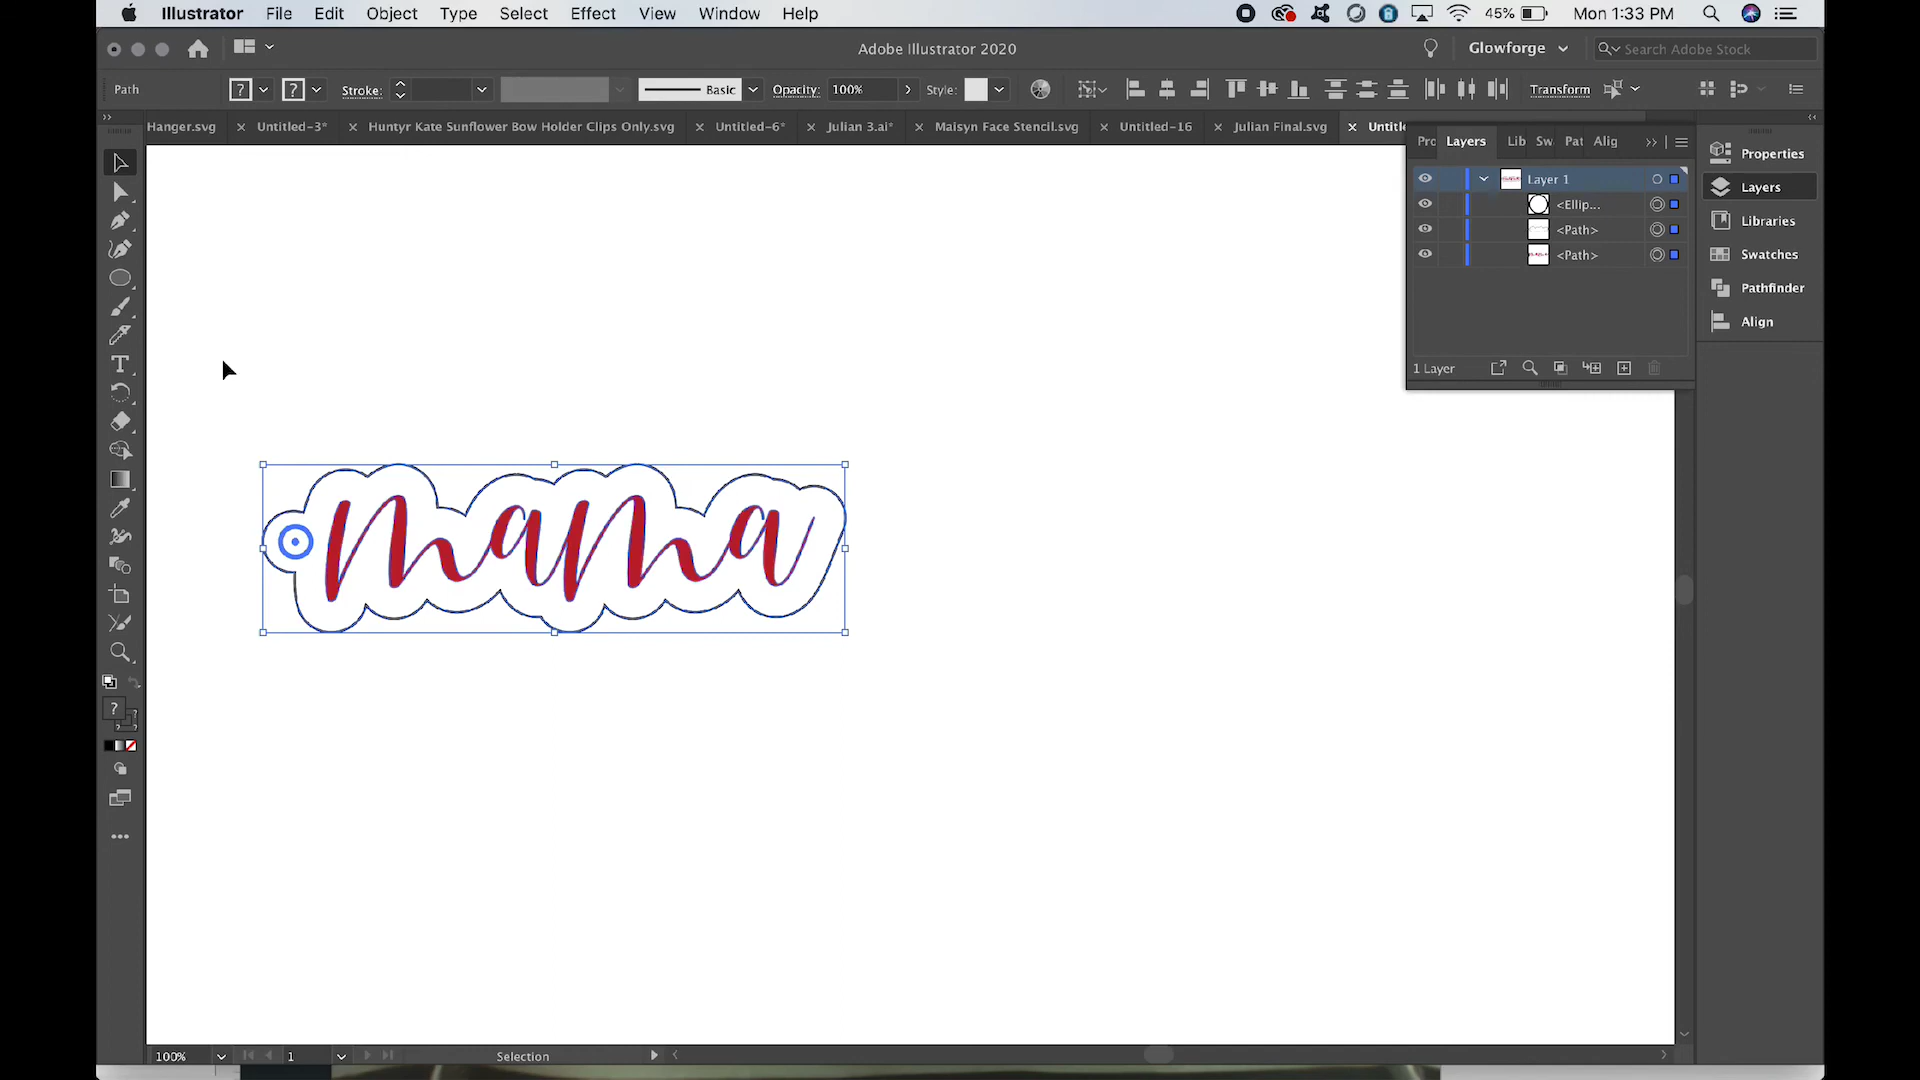 Illustrator File Edit Object Type Select Effect View Window Help 45% Mon 1:33 PM
Adobe Illustrator 2020 Glowforge Search Adobe Stock
Path ? ? Stroke: Basic Opacity: 100% Style: Transform
Hanger.svg Untitled-3* Huntyr Kate Sunflower Bow Holder Clips Only.svg Untitled-6* Julian 3.ai* Maisyn Face Stencil.svg Untitled-16 Julian Final.svg Untitle
Prc Layers Lib Sw Pat Alig
Layer 1
<Ellip...
<Path>
<Path>
1 Layer
Properties
Layers
Libraries
Swatches
Pathfinder
Align
mama
?
100% 1 Selection